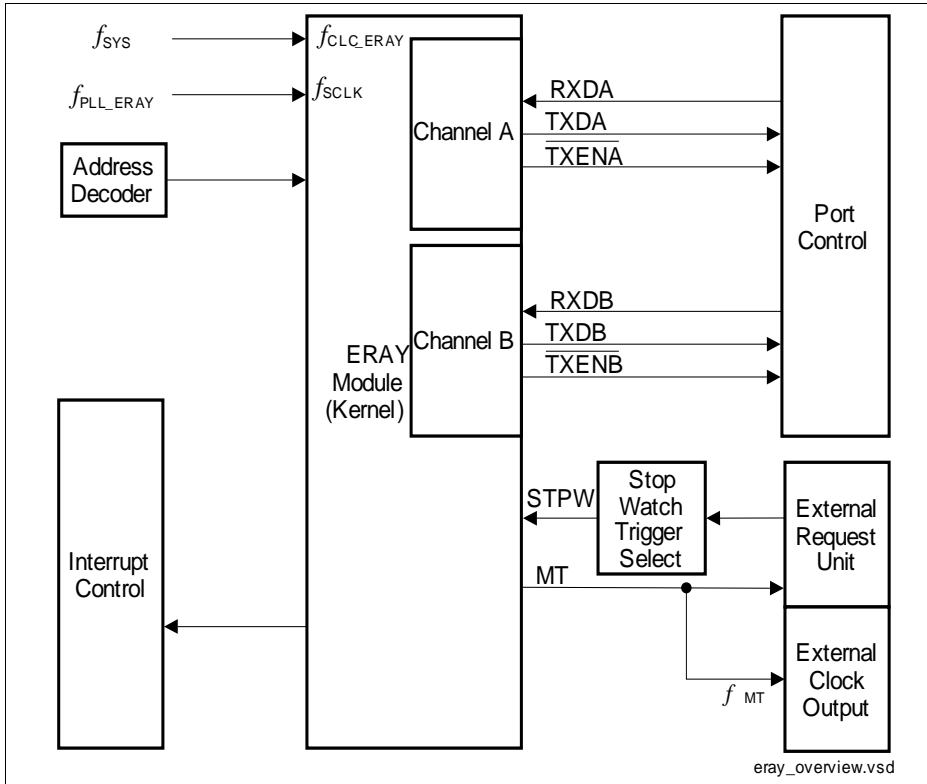 fSYS
fCLC_ERAY
fPLL_ERAY
fSCLK
Address
Decoder
Channel A
RXDA
TXDA
TXENA
Port
Control
Channel B
RXDB
TXDB
TXENB
ERAY
Module
(Kernel)
Interrupt
Control
STPW
Stop
Watch
Trigger
Select
External
Request
Unit
MT
External
Clock
Output
f MT
eray_overview.vsd